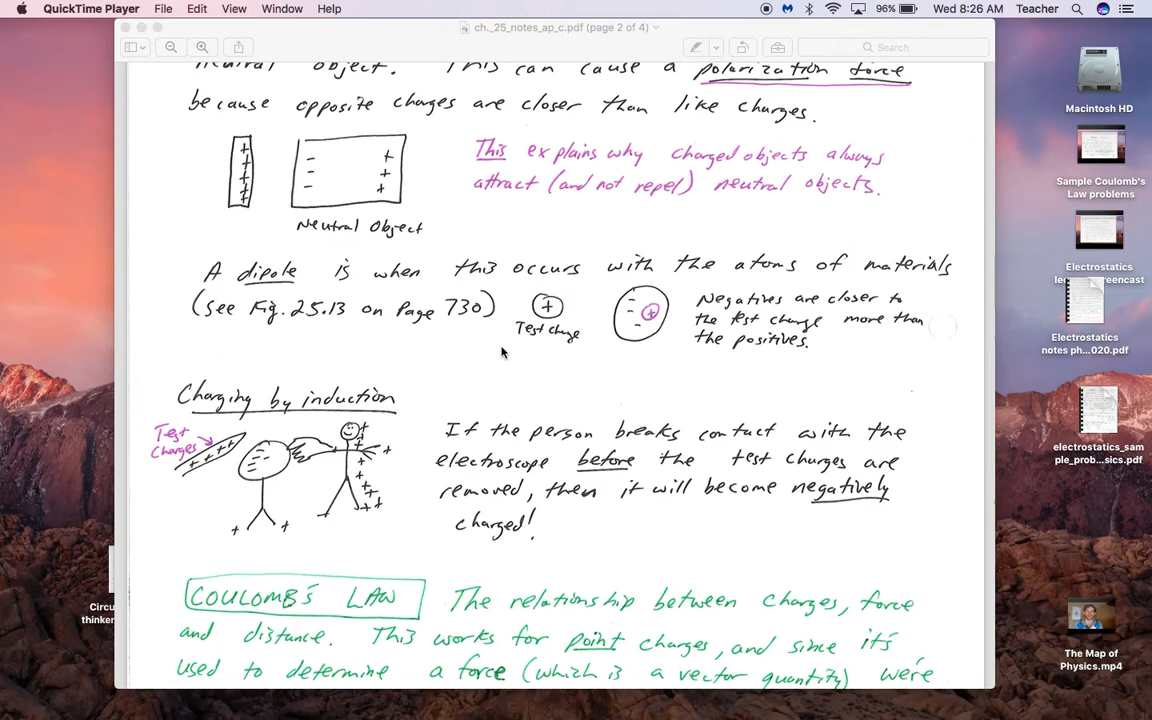 QuickTime Player File Edit View Window Help 96% Wed 8:26 AM Teacher
ch._25_notes_ap_c.pdf (page 2 of 4)
Search
neutral object. This can cause a polarization force
because opposite charges are closer than like charges.
This explains why charged objects always
attract (and not repel) neutral objects.
+
+
+
+
+
- +
- +
- +
Neutral Object
A dipole is when this occurs with the atoms of materials
(see Fig. 25.13 on Page 730)
+
Test charge
- - + -
Negatives are closer to
the test charge more than
the positives.
Charging by induction
Test
Charges
+ + + +
If the person breaks contact with the
electroscope before the test charges are
removed, then it will become negatively
charged!
COULOMB'S LAW The relationship between charges, force
and distance. This works for point charges, and since it's
used to determine a force (which is a vector quantity) we're
Macintosh HD
Sample Coulomb's
Law problems
Electrostatics
Electrostatics
notes ph...020.pdf
electrostatics_sam
ple_prob...sics.pdf
Circu
thinker
The Map of
Physics.mp4